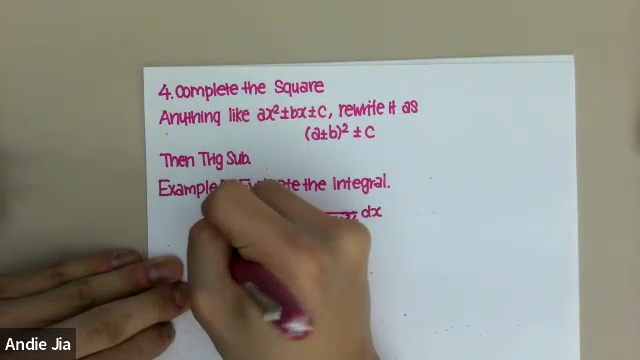 4. Complete the Square
Anything like ax²±bx±c, rewrite it as
(a±b)² ± c
Then Trig Sub.
Example the Integral.
dx
Andie Jia